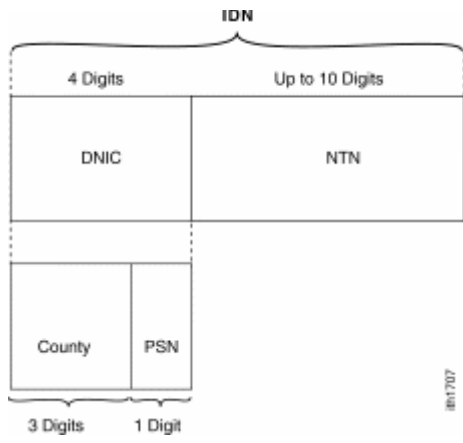 IDN
4 Digits Up to 10 Digits
DNIC NTN
County PSN
3 Digits 1 Digit
ith1707